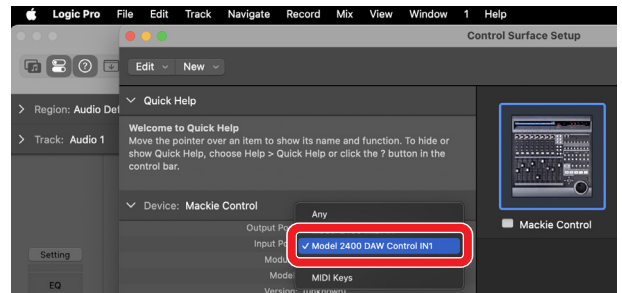 Logic Pro File Edit Track Navigate Record Mix View Window 1 Help
Control Surface Setup
Edit New
Region: Audio Def
Track: Audio 1
Quick Help
Welcome to Quick Help
Move the pointer over an item to show its name and function. To hide or
show Quick Help, choose Help > Quick Help or click the ? button in the
control bar.
Device: Mackie Control
Output Po
Any
Input Po
✓ Model 2400 DAW Control IN1
Modu
Model
MIDI Keys
Version: (unknown)
Setting
EQ
Mackie Control